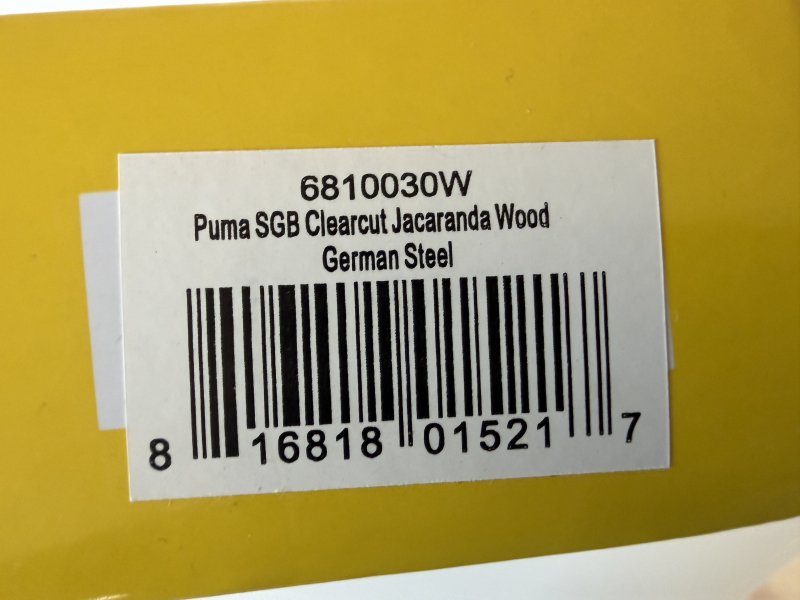 6810030W
Puma SGB Clearcut Jacaranda Wood
German Steel
8 16818 01521 7